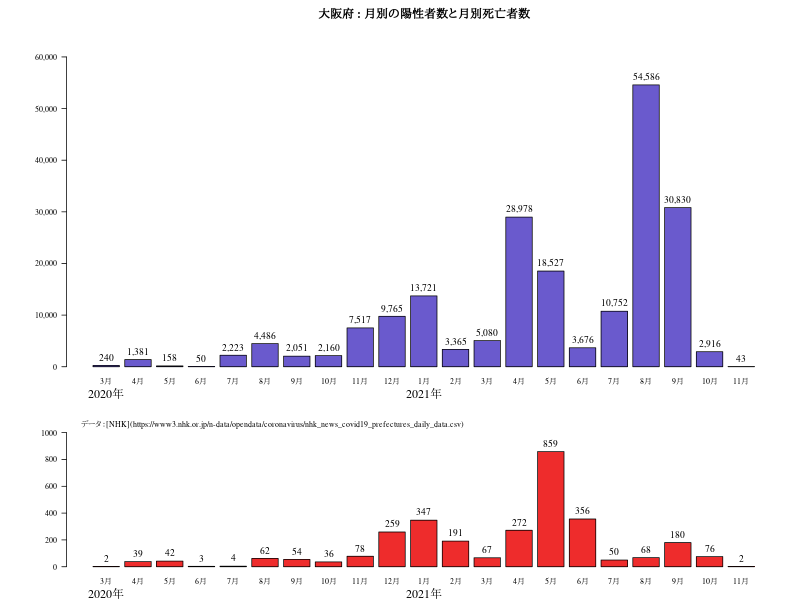 大阪府 : 月別の陽性者数と月別死亡者数
60,000
50,000
40,000
30,000
20,000
10,000
0
240 1,381 158 50 2,223 4,486 2,051 2,160 7,517 9,765 13,721 3,365 5,080 28,978 18,527 3,676 10,752 54,586 30,830 2,916 43
3月 4月 5月 6月 7月 8月 9月 10月 11月 12月 1月 2月 3月 4月 5月 6月 7月 8月 9月 10月 11月
2020年 2021年
データ : [NHK](https://www3.nhk.or.jp/n-data/opendata/coronavirus/nhk_news_covid19_prefectures_daily_data.csv)
1000
800
600
400
200
0
2 39 42 3 4 62 54 36 78 259 347 191 67 272 859 356 50 68 180 76 2
3月 4月 5月 6月 7月 8月 9月 10月 11月 12月 1月 2月 3月 4月 5月 6月 7月 8月 9月 10月 11月
2020年 2021年